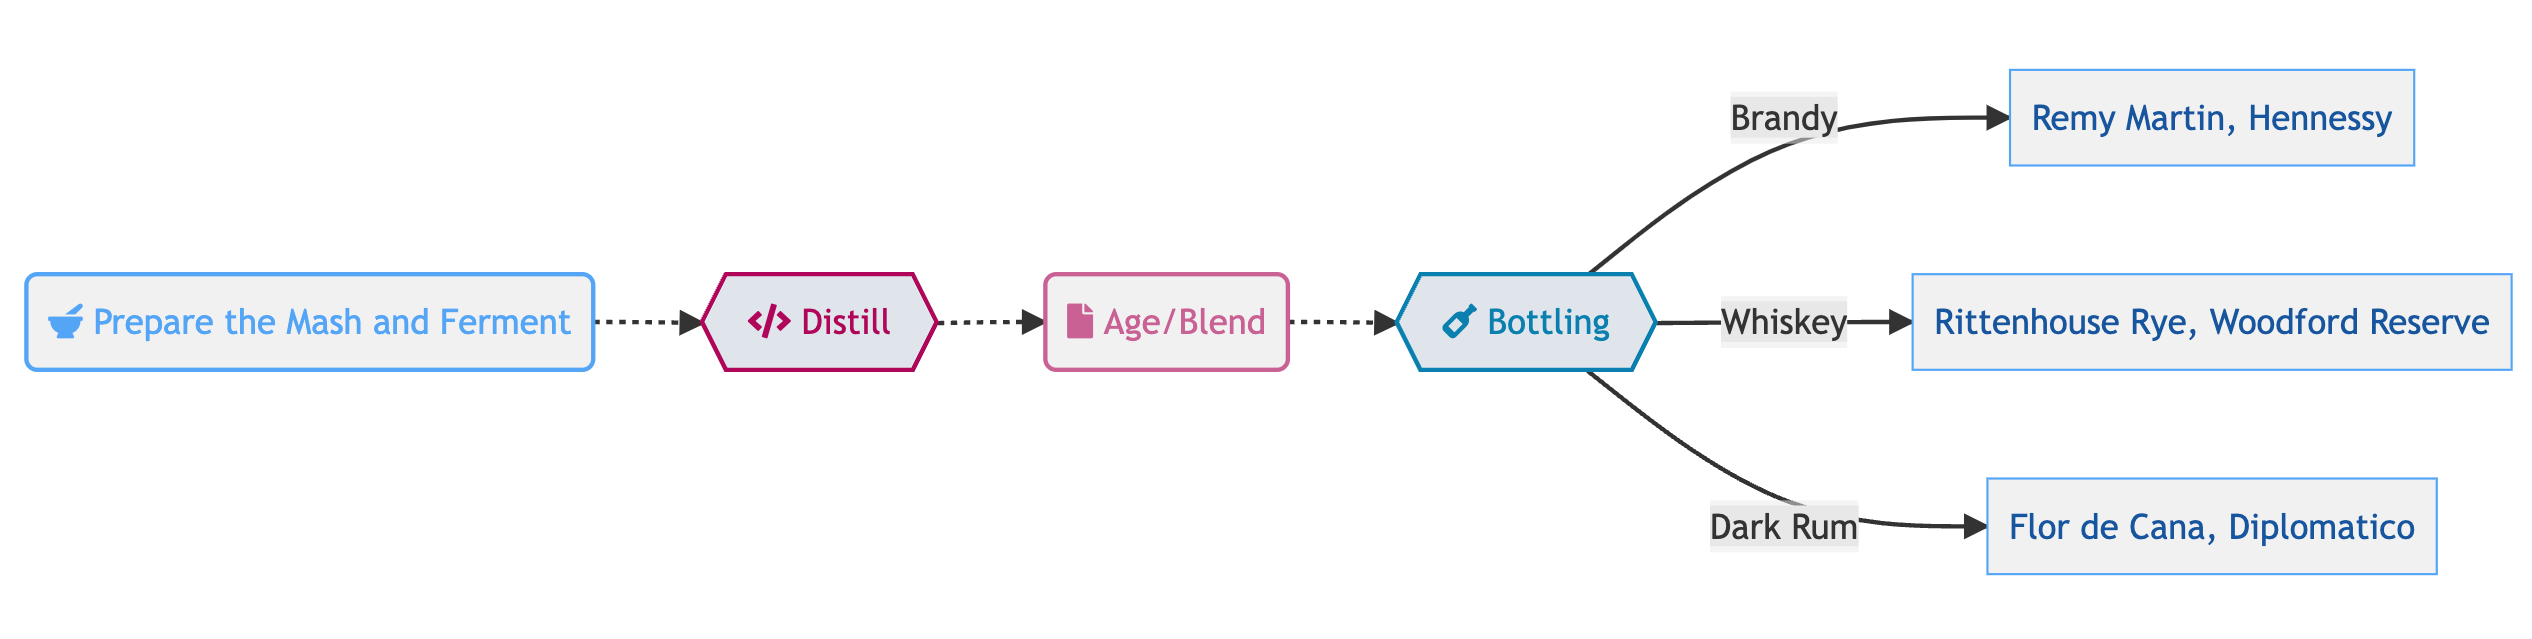 Prepare the Mash and Ferment
Distill
Age/Blend
Bottling
Brandy
Remy Martin, Hennessy
Whiskey
Rittenhouse Rye, Woodford Reserve
Dark Rum
Flor de Cana, Diplomatico